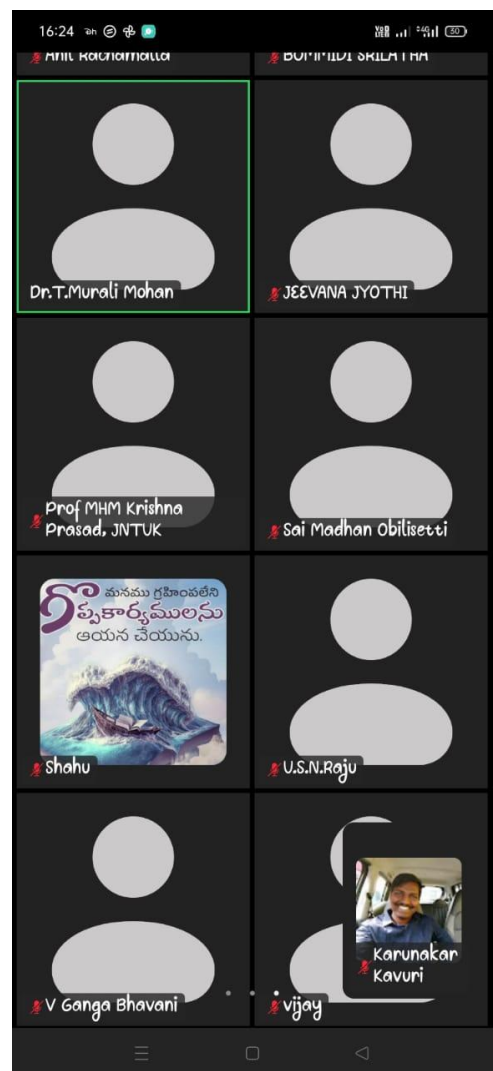 16:24
30
Anil Rachamalla
BOMMIDI SRILATHA
Dr.T.Murali Mohan
JEEVANA JYOTHI
Prof MHM Krishna
Prasad, JNTUK
Sai Madhan Obilisetti
మనము గ్రహింపలేని
గొప్పకార్యములను
ఆయన చేయును.
Shahu
U.S.N.Raju
V Ganga Bhavani
vijay
Karunakar
Kavuri